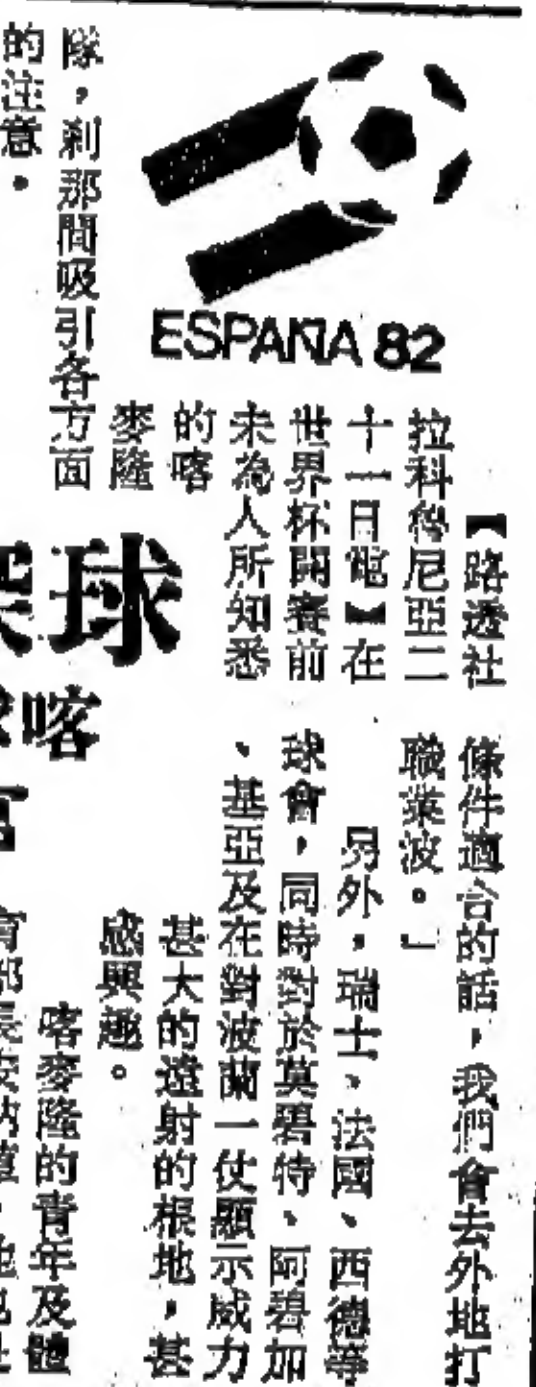 ESPAÑA 82
【路透社
拉科魯尼亞二
十一日電】在
世界杯開賽前
未為人所知悉
的喀
麥隆
隊，剎那間吸引各方面
的注意。
球
喀
條件適合的話，我們會去外地打
職業波。」
另外，瑞士、法國、西德等
球會，同時對於莫碧特、阿碧加
、基亞及在對波蘭一仗顯示威力
甚大的遠射的根地，甚
感興趣。
喀麥隆的青年及體